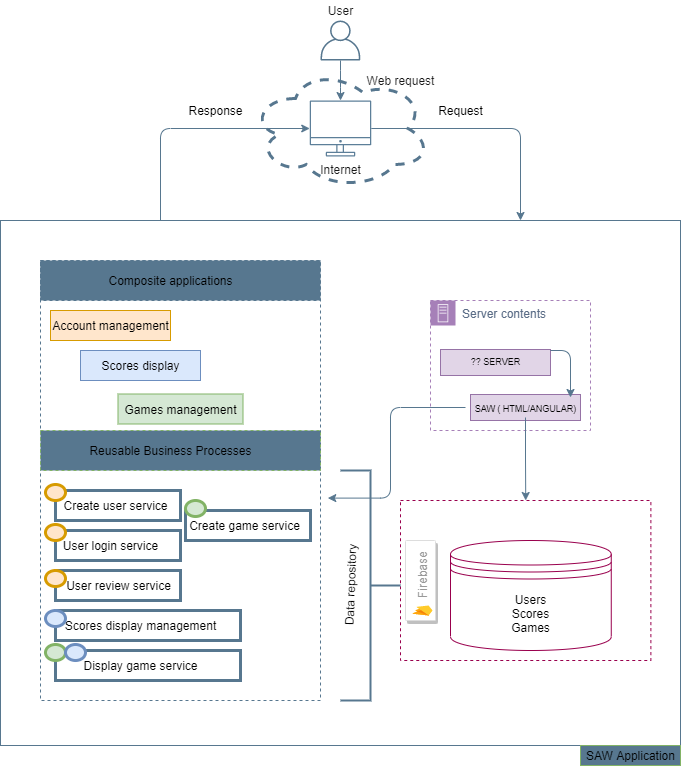 User
Web request
Response
Request
Internet
Composite applications
Account management
Scores display
Games management
Server contents
?? SERVER
SAW ( HTML/ANGULAR)
Reusable Business Processes
Create user service
Create game service
User login service
User review service
Scores display management
Display game service
Data repository
Firebase
Users
Scores
Games
SAW Application